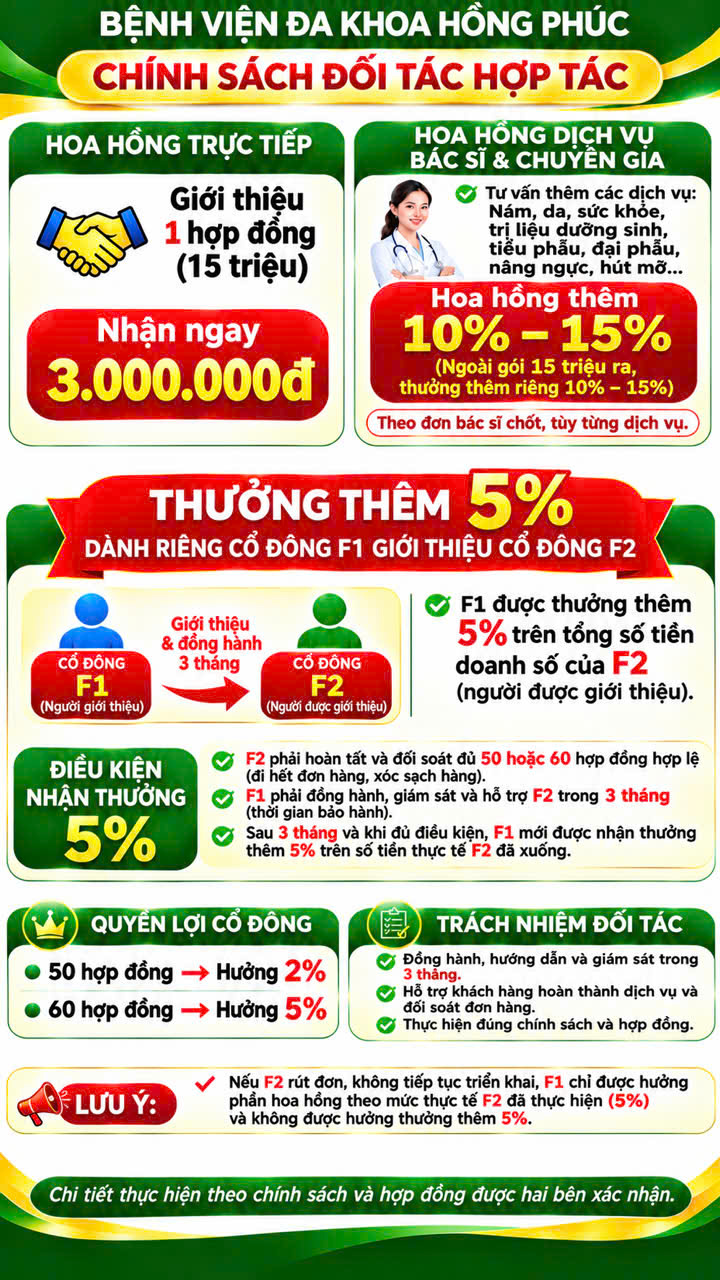 BỆNH VIỆN ĐA KHOA HỒNG PHÚC
CHÍNH SÁCH ĐỐI TÁC HỢP TÁC
HOA HỒNG TRỰC TIẾP
Giới thiệu
1 hợp đồng
(15 triệu)
Nhận ngay
3.000.000đ
HOA HỒNG DỊCH VỤ
BÁC SĨ & CHUYÊN GIA
Tư vấn thêm các dịch vụ:
Nám, da, sức khỏe,
trị liệu dưỡng sinh,
tiểu phẫu, đại phẫu,
nâng ngực, hút mỡ...
Hoa hồng thêm
10% – 15%
(Ngoài gói 15 triệu ra,
thưởng thêm riêng 10% – 15%)
Theo đơn bác sĩ chốt, tùy từng dịch vụ.
THƯỞNG THÊM 5%
DÀNH RIÊNG CỔ ĐÔNG F1 GIỚI THIỆU CỔ ĐÔNG F2
Giới thiệu
& đồng hành
3 tháng
CỔ ĐÔNG
F1
(Người giới thiệu)
CỔ ĐÔNG
F2
(Người được giới thiệu)
F1 được thưởng thêm
5% trên tổng số tiền
doanh số của F2
(người được giới thiệu).
ĐIỀU KIỆN
NHẬN THƯỞNG
5%
F2 phải hoàn tất và đối soát đủ 50 hoặc 60 hợp đồng hợp lệ
(đi hết đơn hàng, xóc sạch hàng).
F1 phải đồng hành, giám sát và hỗ trợ F2 trong 3 tháng
(thời gian bảo hành).
Sau 3 tháng và khi đủ điều kiện, F1 mới được nhận thưởng
thêm 5% trên số tiền thực tế F2 đã xuống.
QUYỀN LỢI CỔ ĐÔNG
50 hợp đồng → Hưởng 2%
60 hợp đồng → Hưởng 5%
TRÁCH NHIỆM ĐỐI TÁC
Đồng hành, hướng dẫn và giám sát trong
3 tháng.
Hỗ trợ khách hàng hoàn thành dịch vụ và
đối soát đơn hàng.
Thực hiện đúng chính sách và hợp đồng.
LƯU Ý:
Nếu F2 rút đơn, không tiếp tục triển khai, F1 chỉ được hưởng
phần hoa hồng theo mức thực tế F2 đã thực hiện (5%)
và không được hưởng thưởng thêm 5%.
Chi tiết thực hiện theo chính sách và hợp đồng được hai bên xác nhận.